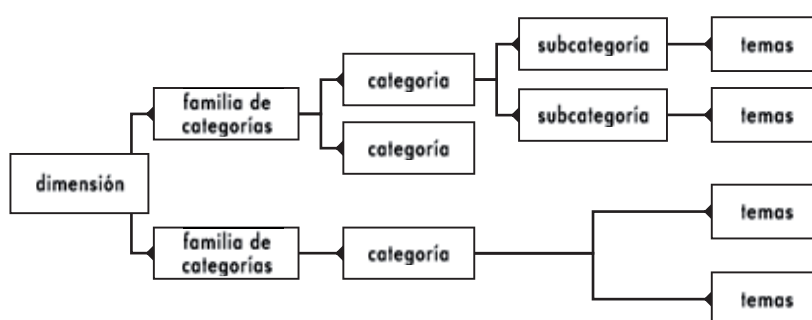 subcategoría
temas
categoría
familia de
categorías
subcategoría
temas
categoría
dimensión
temas
familia de
categorías
categoría
temas